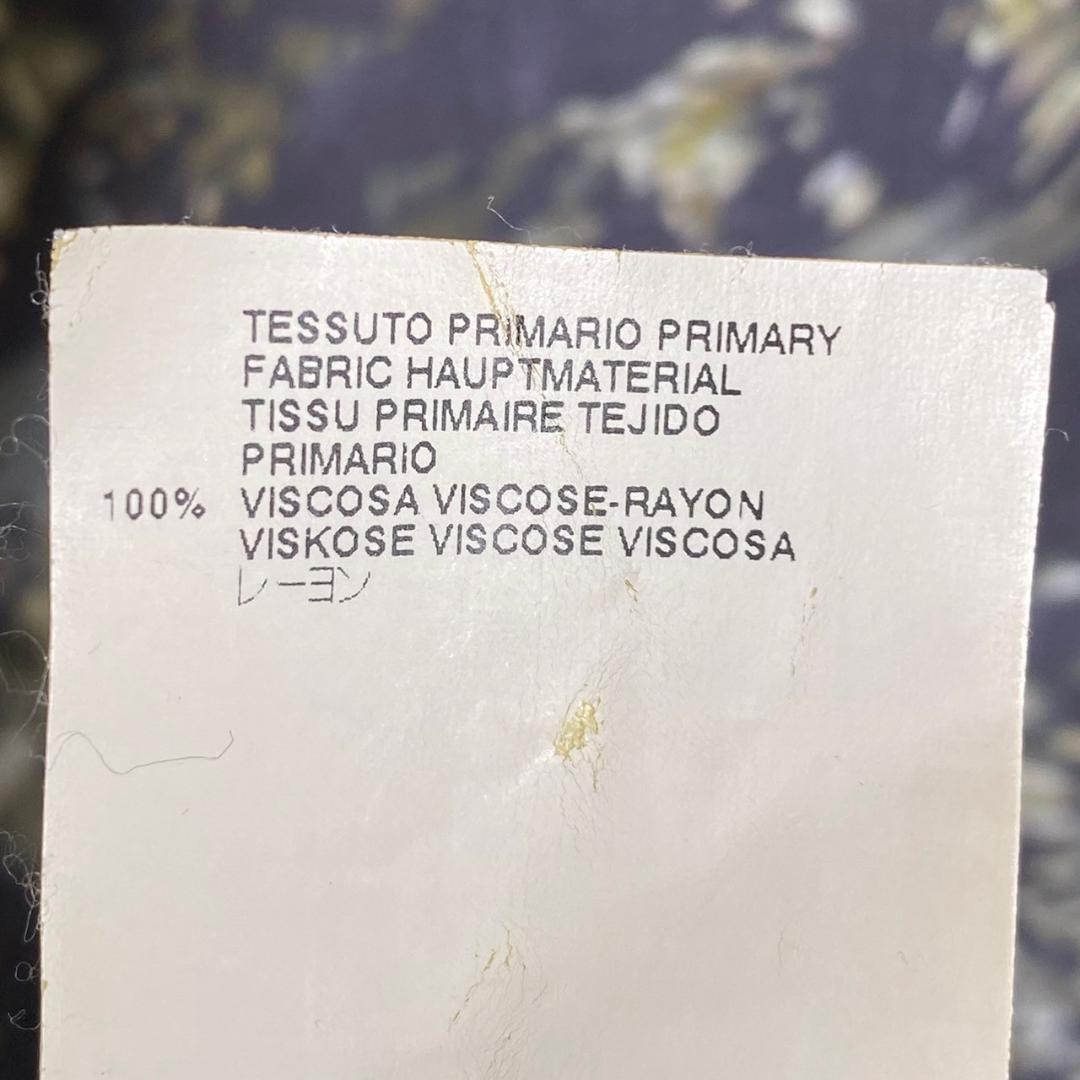 TESSUTO PRIMARIO PRIMARY
FABRIC HAUPTMATERIAL
TISSU PRIMAIRE TEJIDO
PRIMARIO
100% VISCOSA VISCOSE-RAYON
VISKOSE VISCOSE VISCOSA
レーヨン